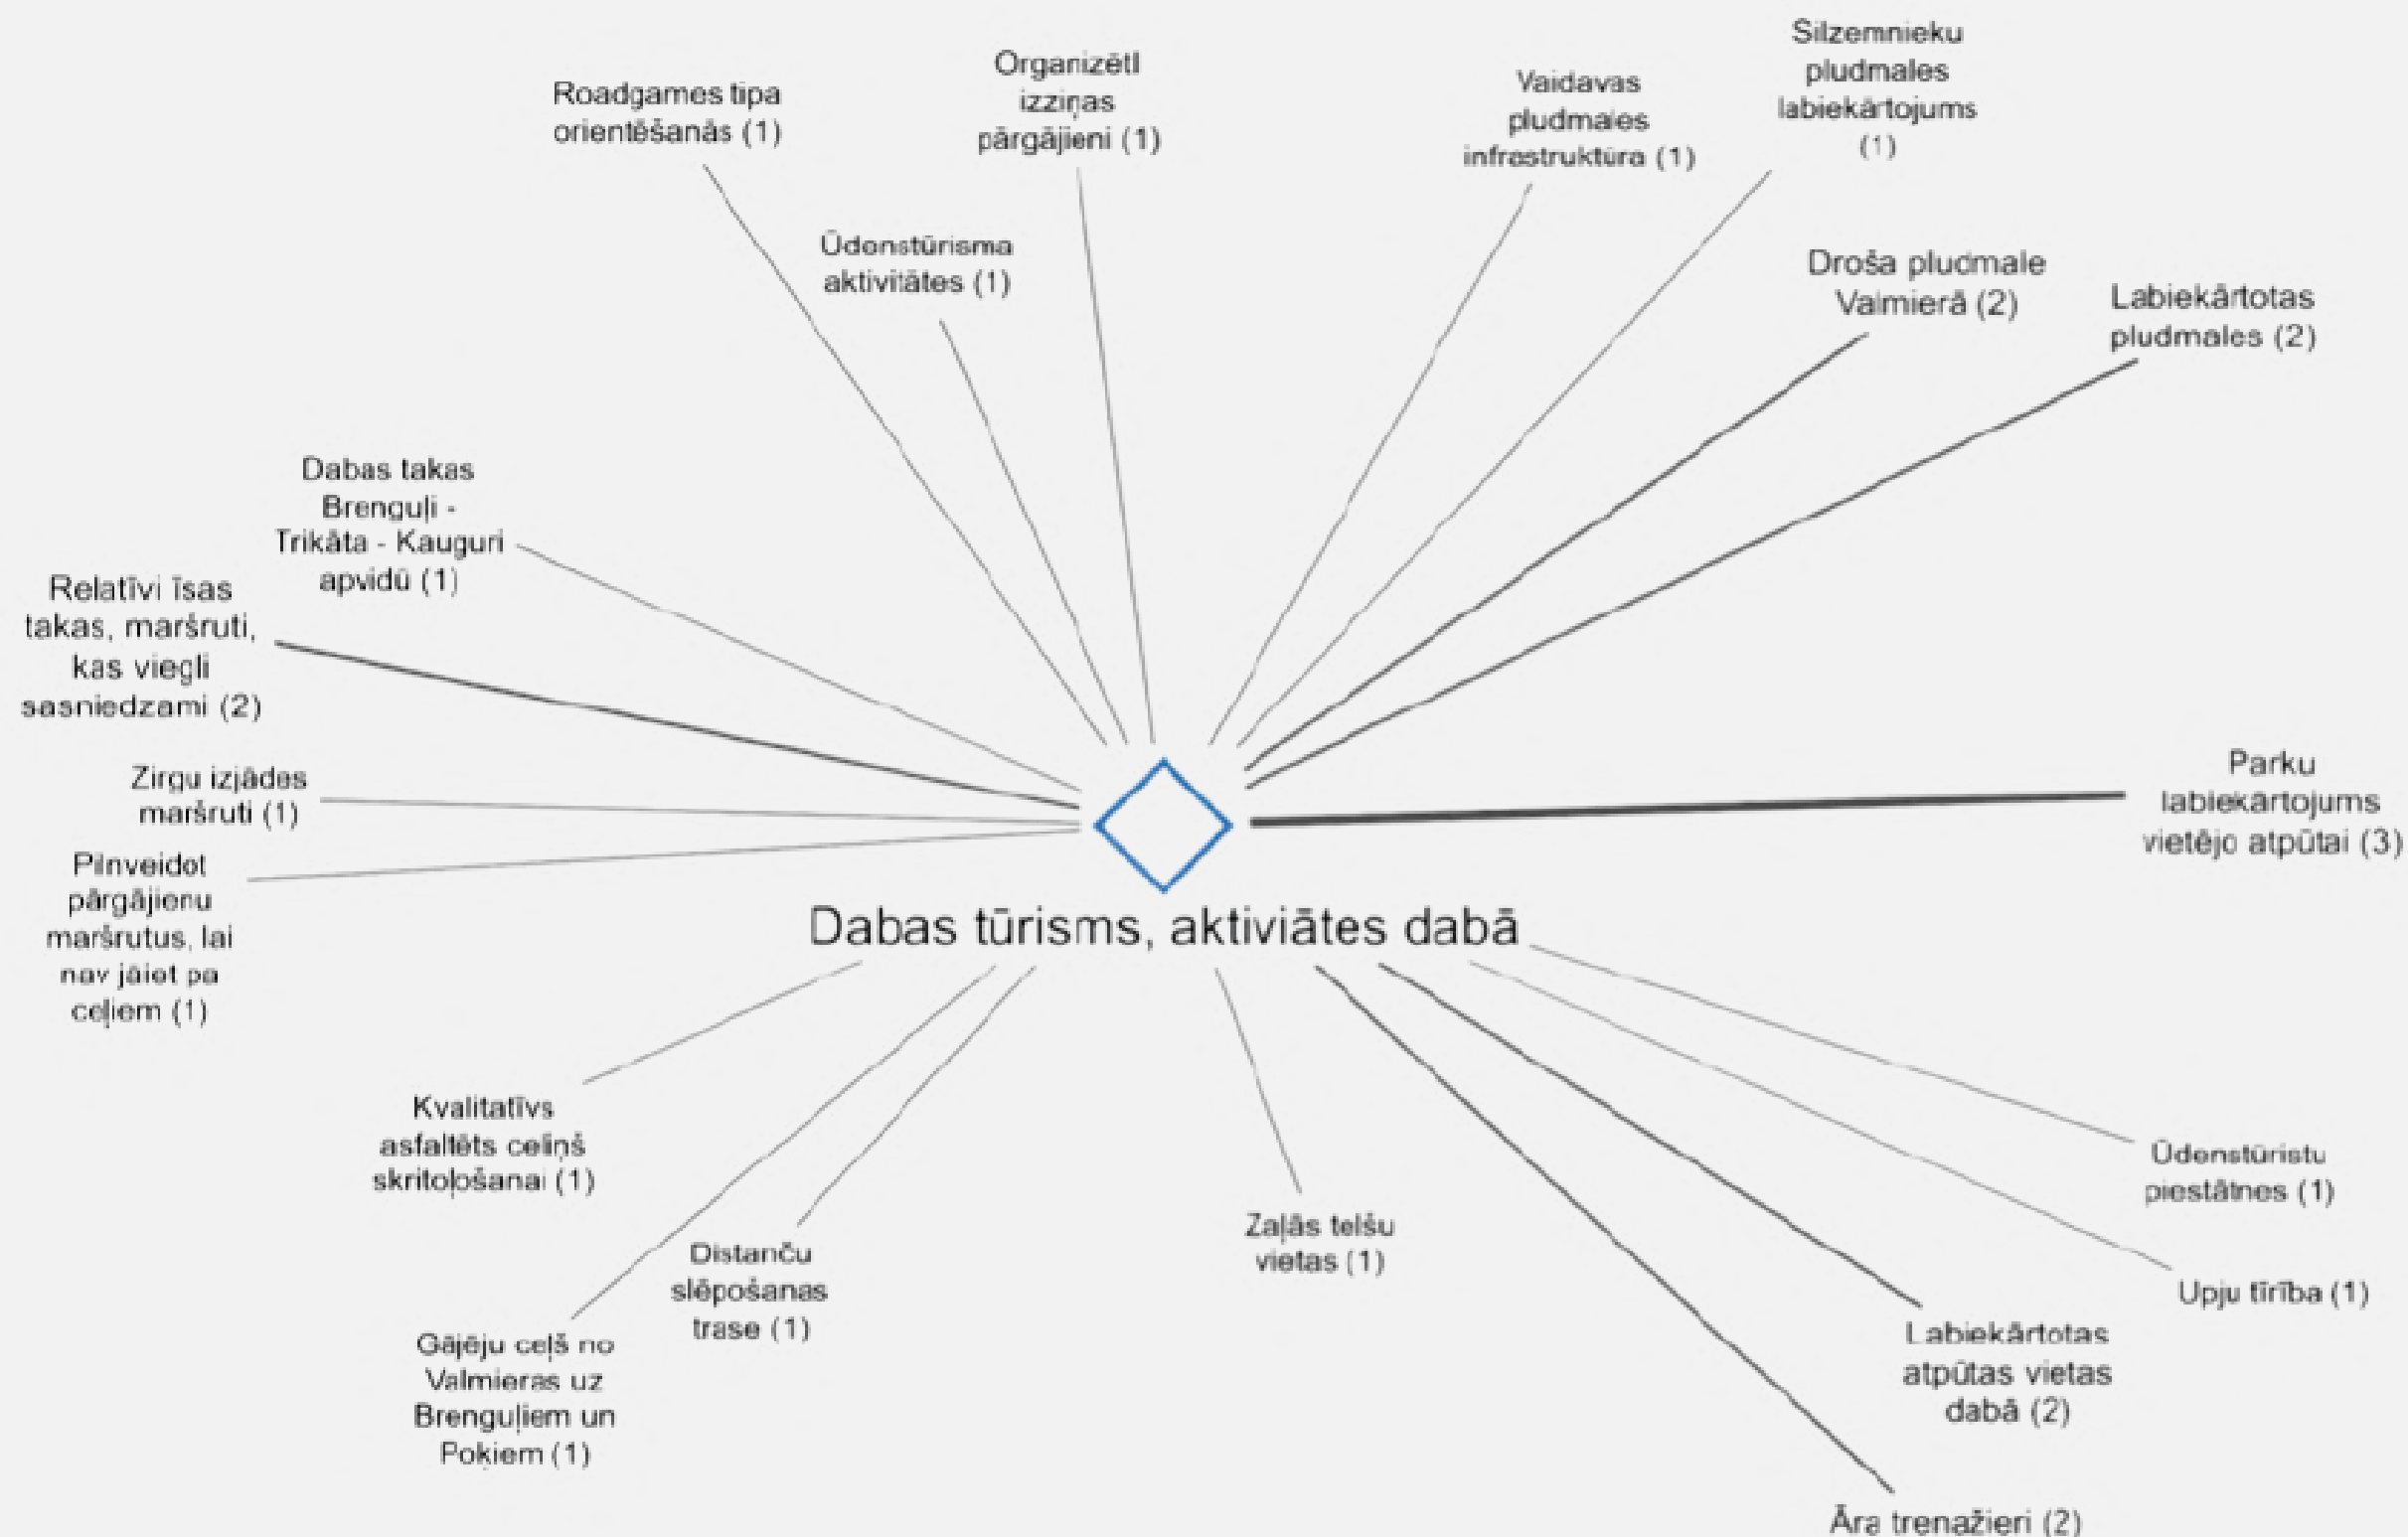 Roadgames tipa
orientēšanās (1)
OrganizētI
izziņas
pārgājieni (1)
Vaidavas
pludmales
infrastruktūra (1)
Silzemnieku
pludmales
labiekārtojums
(1)
Ūdenstūrisma
aktivitātes (1)
Droša pludmale
Valmierā (2)
Labiekārtotas
pludmales (2)
Dabas takas
Brenguļi -
Trikāta - Kauguri
apvidū (1)
Relatīvi īsas
takas, maršruti,
kas viegli
sasniedzami (2)
Zirgu izjādes
maršruti (1)
Parku
labiekārtojums
vietējo atpūtai (3)
Pilnveidot
pārgājienu
maršrutus, lai
nav jāiet pa
ceļiem (1)
Dabas tūrisms, aktiviātes dabā
Kvalitatīvs
asfaltēts celiņš
skrituļošanai (1)
Distanču
slēpošanas
trase (1)
Gājēju ceļš no
Valmieras uz
Brenguļiem un
Poķiem (1)
Zaļās telšu
vietas (1)
Ūdenstūristu
piestātnes (1)
Upju tīrība (1)
Labiekārtotas
atpūtas vietas
dabā (2)
Āra trenažieri (2)